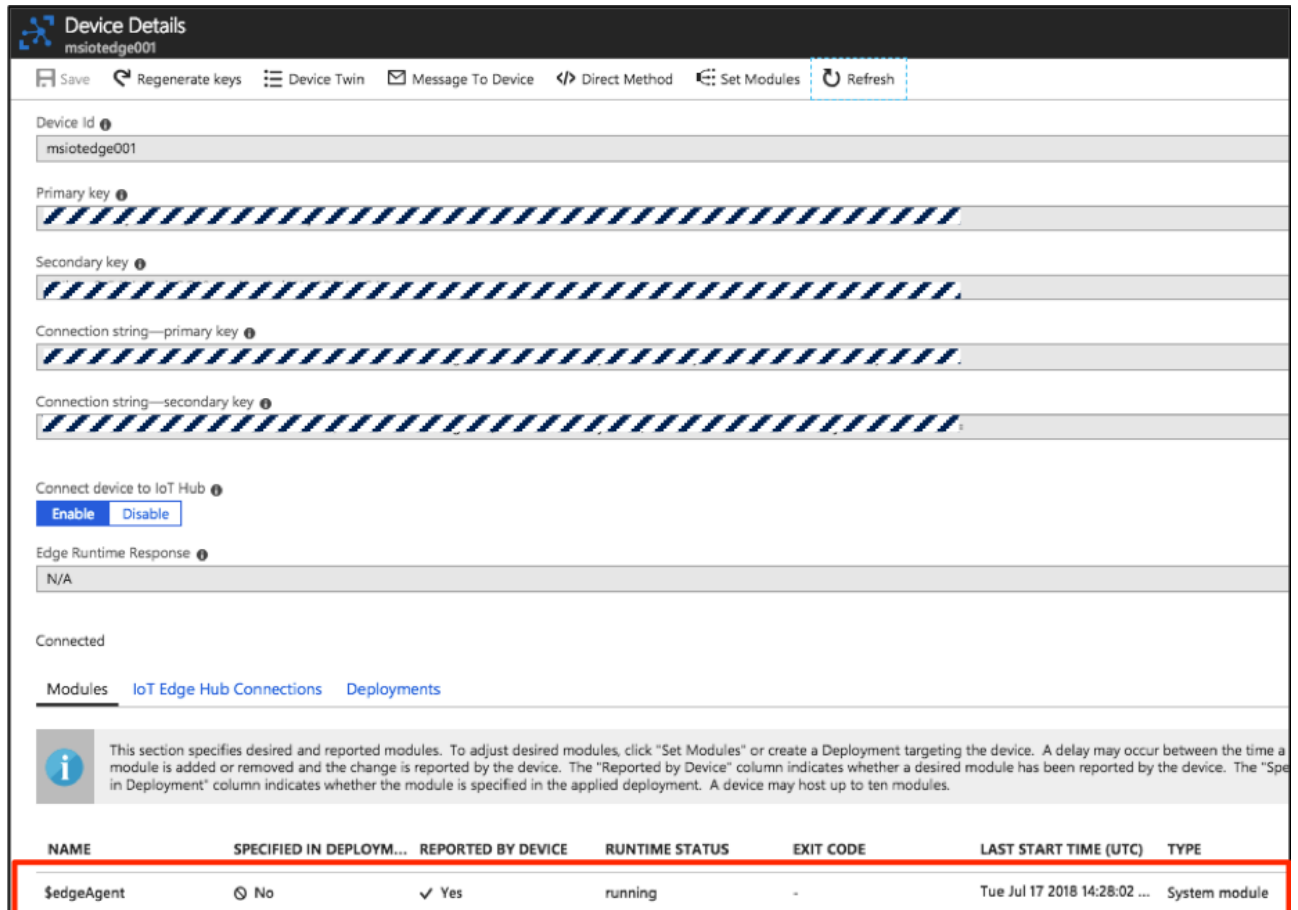 Device Details
msiotedge001
Save Regenerate keys Device Twin Message To Device </> Direct Method Set Modules Refresh
Device Id
msiotedge001
Primary key
Secondary key
Connection string—primary key
Connection string—secondary key
Connect device to IoT Hub
Enable Disable
Edge Runtime Response
N/A
Connected
Modules IoT Edge Hub Connections Deployments
This section specifies desired and reported modules. To adjust desired modules, click "Set Modules" or create a Deployment targeting the device. A delay may occur between the time a
module is added or removed and the change is reported by the device. The "Reported by Device" column indicates whether a desired module has been reported by the device. The "Spe
in Deployment" column indicates whether the module is specified in the applied deployment. A device may host up to ten modules.
NAME SPECIFIED IN DEPLOYM... REPORTED BY DEVICE RUNTIME STATUS EXIT CODE LAST START TIME (UTC) TYPE
$edgeAgent No Yes running - Tue Jul 17 2018 14:28:02 ... System module